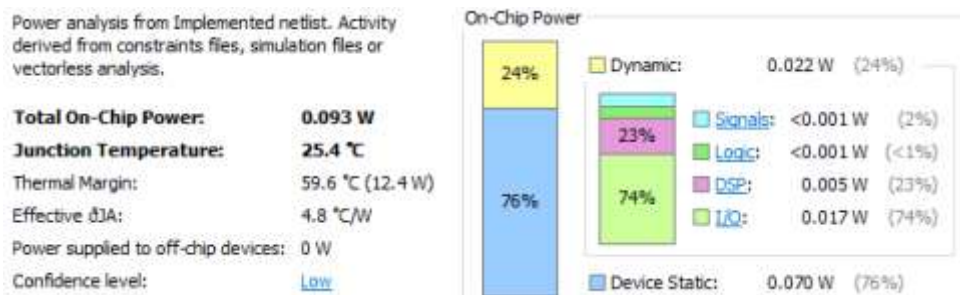 Power analysis from Implemented netlist. Activity
derived from constraints files, simulation files or
vectorless analysis.
Total On-Chip Power: 0.093 W
Junction Temperature: 25.4 °C
Thermal Margin: 59.6 °C (12.4 W)
Effective ϑJA: 4.8 °C/W
Power supplied to off-chip devices: 0 W
Confidence level: Low
On-Chip Power
24%
76%
Dynamic: 0.022 W (24%)
23%
74%
Signals: <0.001 W (2%)
Logic: <0.001 W (<1%)
DSP: 0.005 W (23%)
I/O: 0.017 W (74%)
Device Static: 0.070 W (76%)